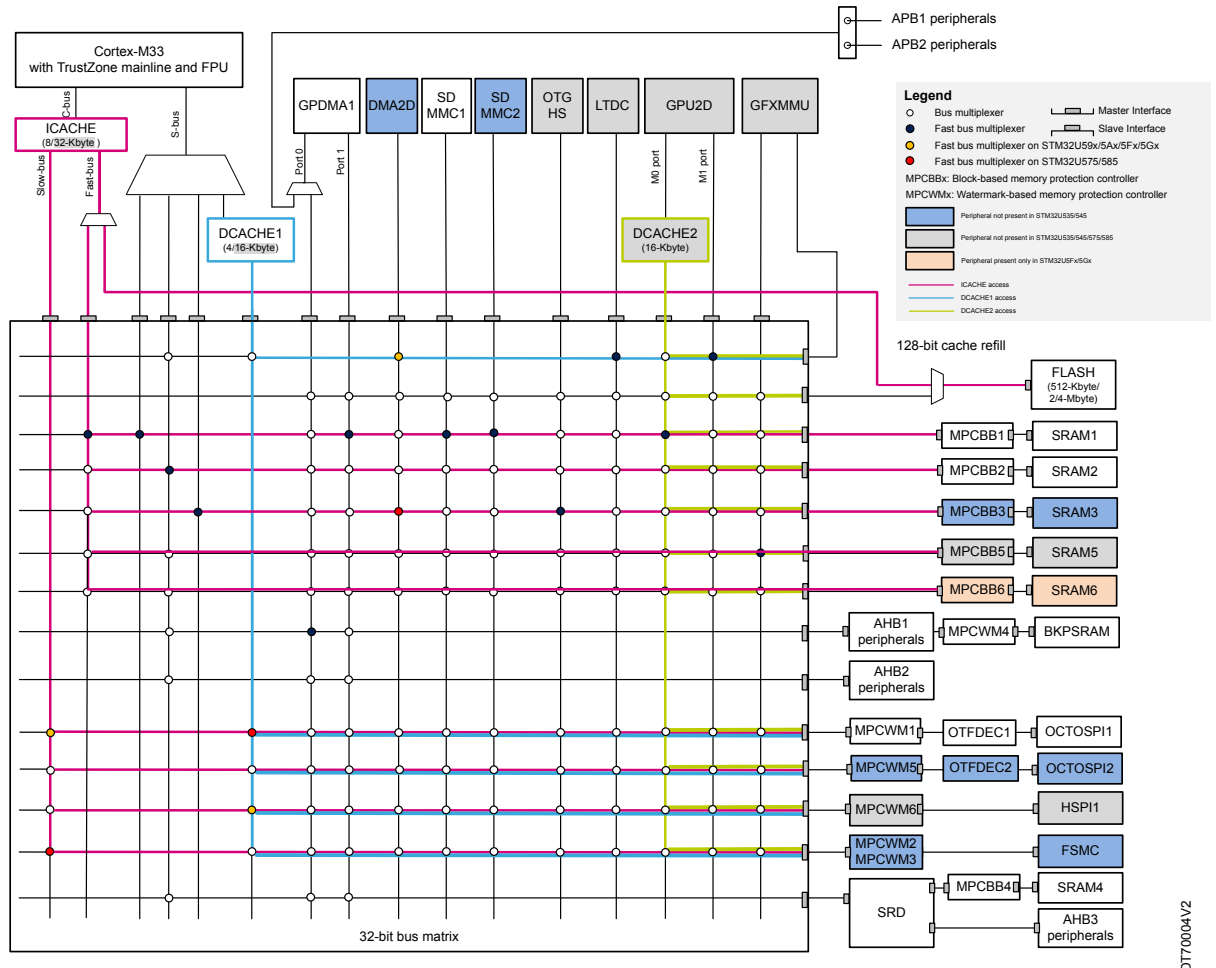 APB1 peripherals
APB2 peripherals
Cortex-M33
with TrustZone mainline and FPU
C-bus
S-bus
ICACHE
(8/32-Kbyte )
Slow-bus
Fast-bus
GPDMA1
DMA2D
SD
MMC1
SD
MMC2
OTG
HS
LTDC
GPU2D
GFXMMU
Port 0
Port 1
M0 port
M1 port
DCACHE1
(4/16-Kbyte)
DCACHE2
(16-Kbyte)
Legend
Bus multiplexer
Fast bus multiplexer
Fast bus multiplexer on STM32U59x/5Ax/5Fx/5Gx
Fast bus multiplexer on STM32U575/585
Master Interface
Slave Interface
MPCBBx: Block-based memory protection controller
MPCWMx: Watermark-based memory protection controller
Peripheral not present in STM32U535/545
Peripheral not present in STM32U535/545/575/585
Peripheral present only in STM32U5Fx/5Gx
ICACHE access
DCACHE1 access
DCACHE2 access
128-bit cache refill
FLASH
(512-Kbyte/
2/4-Mbyte)
MPCBB1
SRAM1
MPCBB2
SRAM2
MPCBB3
SRAM3
MPCBB5
SRAM5
MPCBB6
SRAM6
AHB1
peripherals
MPCWM4
BKPSRAM
AHB2
peripherals
MPCWM1
OTFDEC1
OCTOSPI1
MPCWM5
OTFDEC2
OCTOSPI2
MPCWM6
HSPI1
MPCWM2
MPCWM3
FSMC
SRD
MPCBB4
SRAM4
AHB3
peripherals
32-bit bus matrix